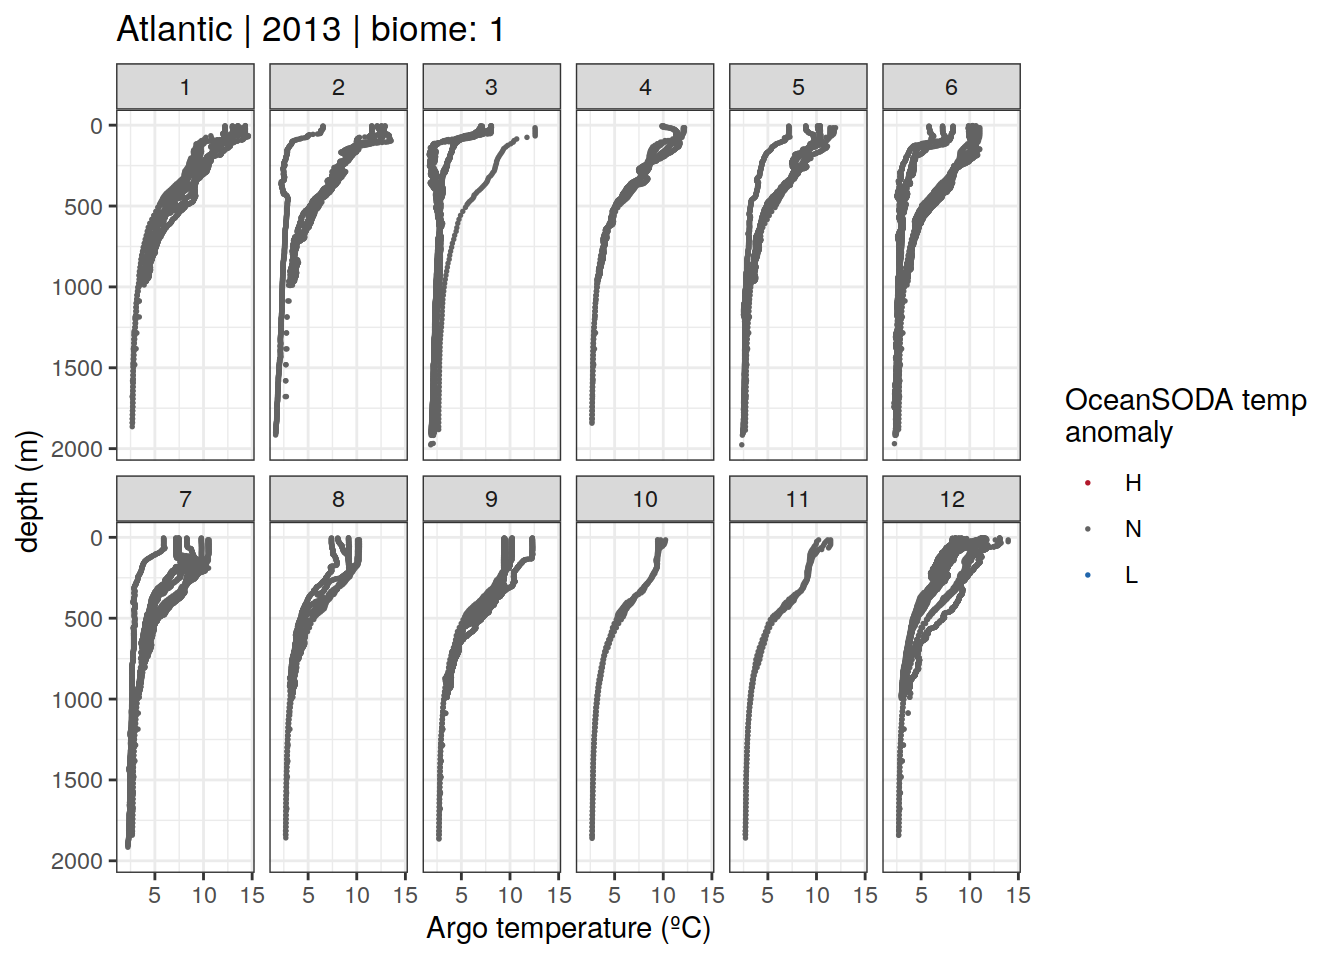 Atlantic | 2013 | biome: 1
1 2 3 4 5 6
0
500
1000
1500
2000
7 8 9 10 11 12
0
500
1000
1500
2000
5 10 15 5 10 15 5 10 15 5 10 15 5 10 15 5 10 15
Argo temperature (ºC)
depth (m)
OceanSODA temp
anomaly
H
N
L